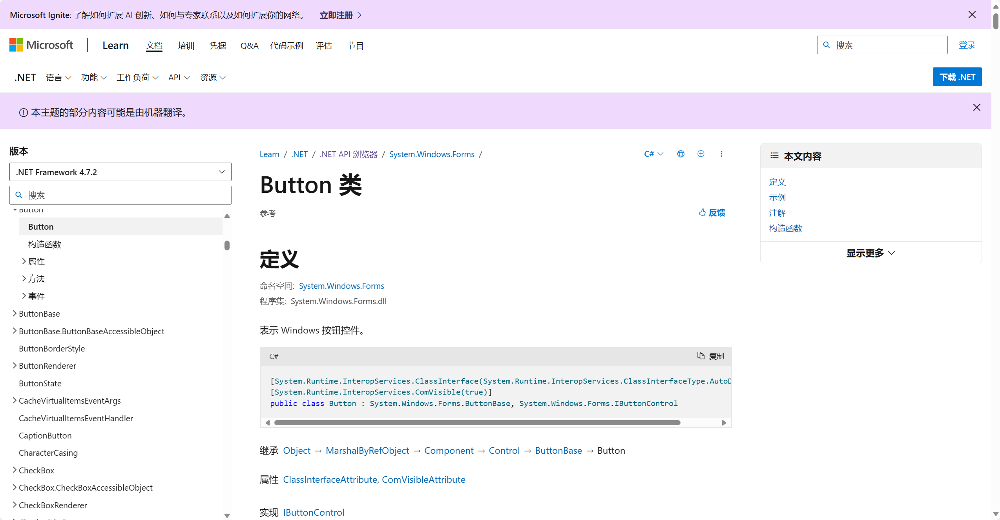 Microsoft Ignite: 了解如何扩展 AI 创新、如何与专家联系以及如何扩展你的网络。 立即注册
Microsoft Learn 文档 培训 凭据 Q&A 代码示例 评估 节目 搜索 登录
.NET 语言 功能 工作负荷 API 资源 下载 .NET
本主题的部分内容可能是由机器翻译。
版本
.NET Framework 4.7.2
搜索
Button
Button
构造函数
属性
方法
事件
ButtonBase
ButtonBase.ButtonBaseAccessibleObject
ButtonBorderStyle
ButtonRenderer
ButtonState
CacheVirtualItemsEventArgs
CacheVirtualItemsEventHandler
CaptionButton
CharacterCasing
CheckBox
CheckBox.CheckBoxAccessibleObject
CheckBoxRenderer
Learn / .NET / .NET API 浏览器 / System.Windows.Forms /
C#
Button 类
参考
反馈
定义
命名空间: System.Windows.Forms
程序集: System.Windows.Forms.dll
表示 Windows 按钮控件。
C# 复制
[System.Runtime.InteropServices.ClassInterface(System.Runtime.InteropServices.ClassInterfaceType.AutoD
[System.Runtime.InteropServices.ComVisible(true)]
public class Button : System.Windows.Forms.ButtonBase, System.Windows.Forms.IButtonControl
继承 Object → MarshalByRefObject → Component → Control → ButtonBase → Button
属性 ClassInterfaceAttribute, ComVisibleAttribute
实现 IButtonControl
本文内容
定义
示例
注解
构造函数
显示更多